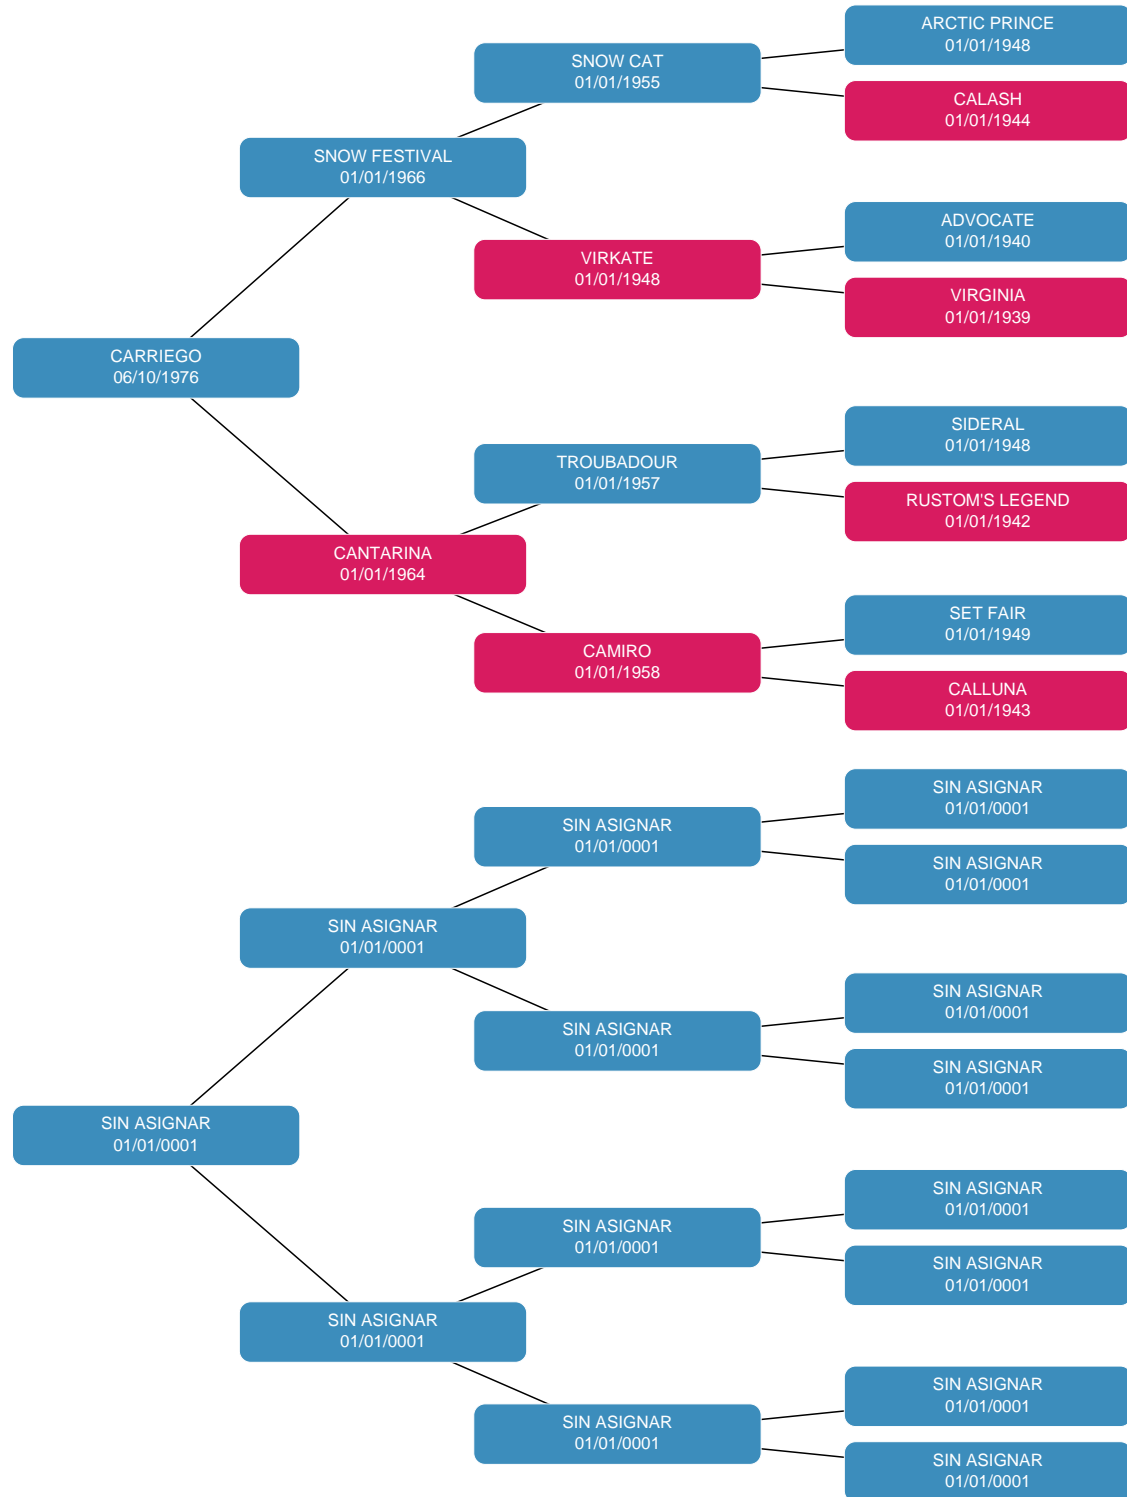 ARCTIC PRINCE
01/01/1948
SNOW CAT
01/01/1955
CALASH
01/01/1944
SNOW FESTIVAL
01/01/1966
ADVOCATE
01/01/1940
VIRKATE
01/01/1948
VIRGINIA
01/01/1939
CARRIEGO
06/10/1976
SIDERAL
01/01/1948
TROUBADOUR
01/01/1957
RUSTOM'S LEGEND
01/01/1942
CANTARINA
01/01/1964
SET FAIR
01/01/1949
CAMIRO
01/01/1958
CALLUNA
01/01/1943
SIN ASIGNAR
01/01/0001
SIN ASIGNAR
01/01/0001
SIN ASIGNAR
01/01/0001
SIN ASIGNAR
01/01/0001
SIN ASIGNAR
01/01/0001
SIN ASIGNAR
01/01/0001
SIN ASIGNAR
01/01/0001
SIN ASIGNAR
01/01/0001
SIN ASIGNAR
01/01/0001
SIN ASIGNAR
01/01/0001
SIN ASIGNAR
01/01/0001
SIN ASIGNAR
01/01/0001
SIN ASIGNAR
01/01/0001
SIN ASIGNAR
01/01/0001
SIN ASIGNAR
01/01/0001